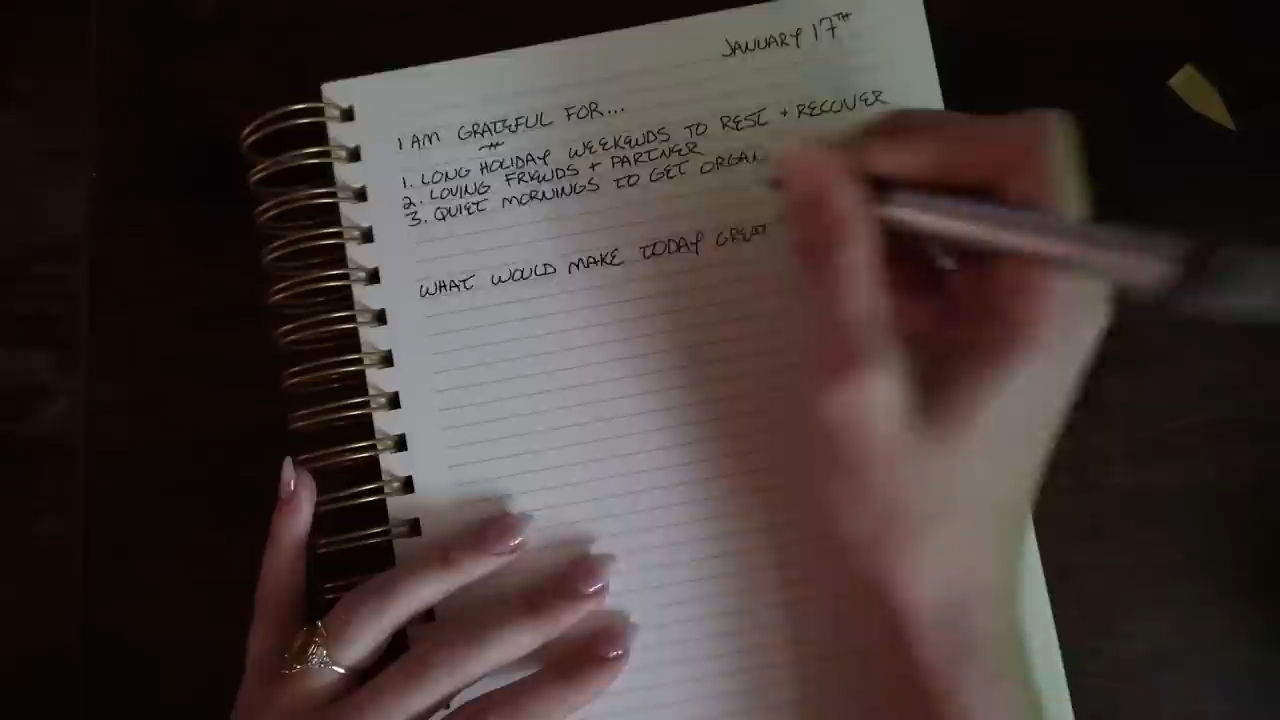 JANUARY 17TH
I AM GRATEFUL FOR...
1. LONG HOLIDAY WEEKENDS TO REST + RECOVER
2. LOVING FRIENDS + PARTNER
3. QUIET MORNINGS TO GET
WHAT WOULD MAKE TODAY GREAT